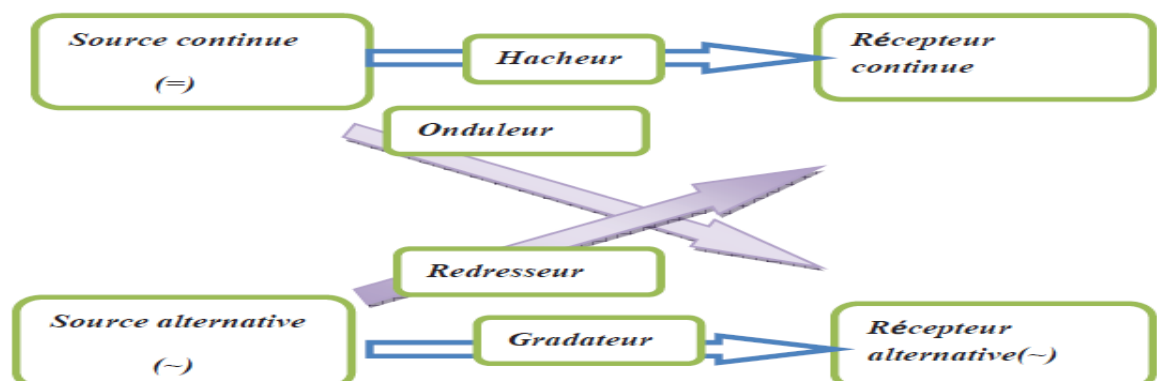 Source continue
(=)
Hacheur
Récepteur
continue
Onduleur
Redresseur
Source alternative
(~)
Gradateur
Récepteur
alternative(~)